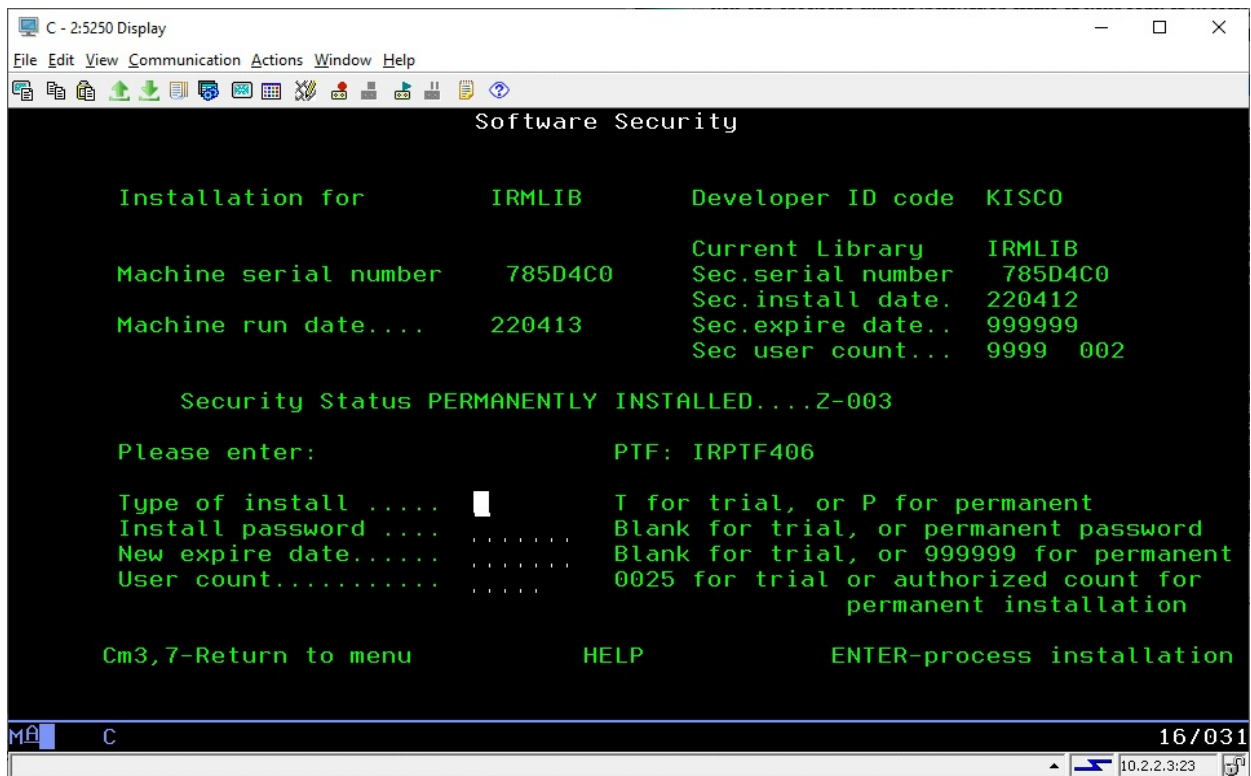 C - 2:5250 Display
File Edit View Communication Actions Window Help
Software Security
Installation for IRMLIB Developer ID code KISCO
Current Library IRMLIB
Machine serial number 785D4C0 Sec.serial number 785D4C0
Sec.install date. 220412
Machine run date.... 220413 Sec.expire date.. 999999
Sec user count... 9999 002
Security Status PERMANENTLY INSTALLED....Z-003
Please enter: PTF: IRPTF406
Type of install ..... T for trial, or P for permanent
Install password .... Blank for trial, or permanent password
New expire date...... Blank for trial, or 999999 for permanent
User count........... 0025 for trial or authorized count for
permanent installation
Cm3,7-Return to menu HELP ENTER-process installation
MA C 16/031
10.2.2.3:23